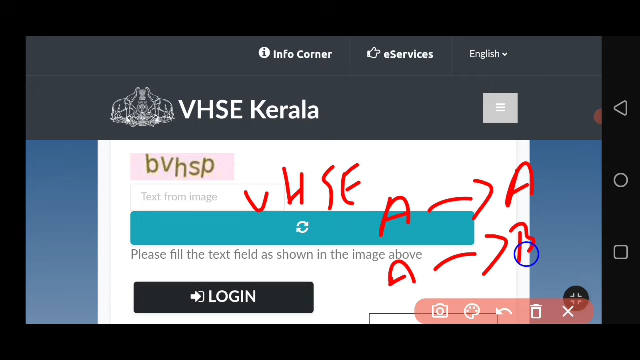 Info Corner eServices English
VHSE Kerala
bvhsp
Text from image
VHSE
A → A
Please fill the text field as shown in the image above
LOGIN